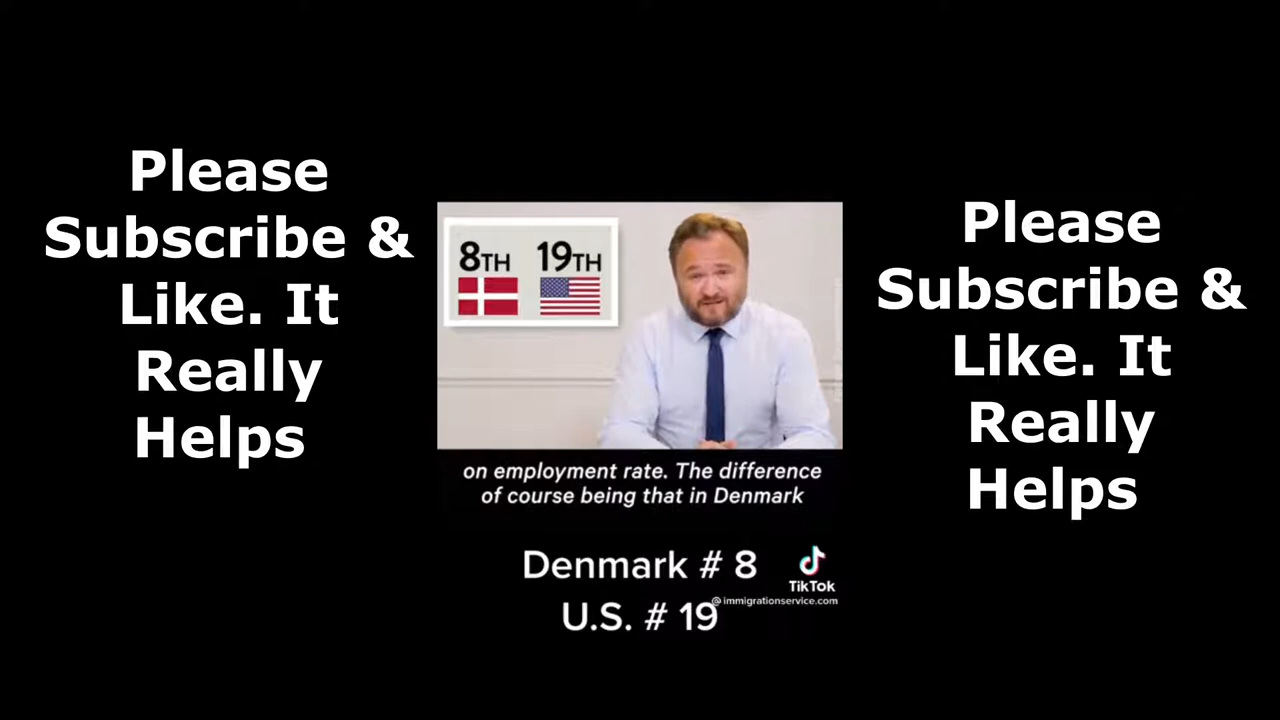 Please
Subscribe &
Like. It
Really
Helps
8TH 19TH
on employment rate. The difference
of course being that in Denmark
Denmark # 8
U.S. # 19
TikTok
@ immigrationservice.com
Please
Subscribe &
Like. It
Really
Helps